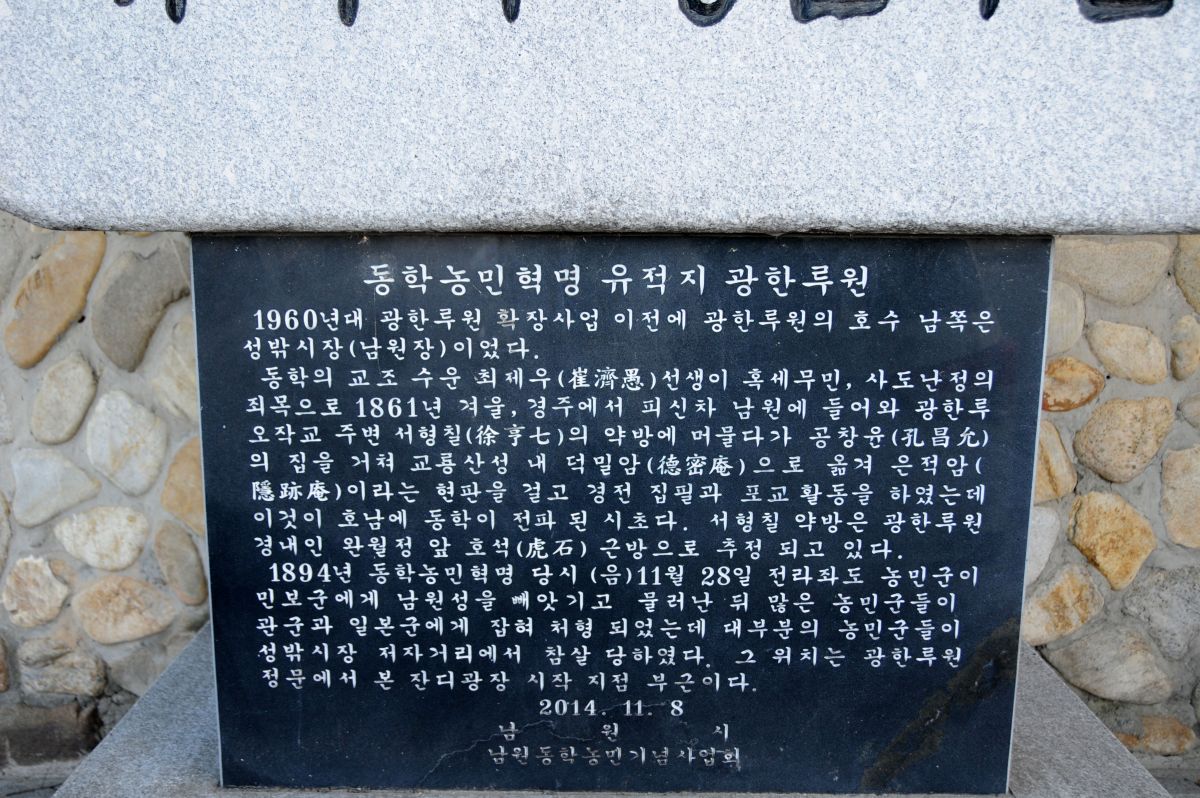 동학농민혁명 유적지 광한루원
1960년대 광한루원 확장사업 이전에 광한루원의 호수 남쪽은
성밖시장(남원장)이었다.
동학의 교조 수운 최제우(崔濟愚)선생이 혹세무민, 사도난정의
죄목으로 1861년 겨울, 경주에서 피신차 남원에 들어와 광한루
오작교 주변 서형칠(徐亨七)의 약방에 머물다가 공창윤(孔昌允)
의 집을 거쳐 교룡산성 내 덕밀암(德密庵)으로 옮겨 은적암(
隱跡庵)이라는 현판을 걸고 경전 집필과 포교활동을 하였는데
이것이 호남에 동학이 전파 된 시초다. 서형칠 약방은 광한루원
경내인 완월정 앞 호석(虎石) 근방으로 추정 되고 있다.
1894년 동학농민혁명 당시 (음)11월 28일 전라좌도 농민군이
민보군에게 남원성을 빼앗기고 물러난 뒤 많은 농민군들이
관군과 일본군에게 잡혀 처형 되었는데 대부분의 농민군들이
성밖시장 저자거리에서 참살 당하였다. 그 위치는 광한루원
정문에서 본 잔디광장 시작 지점 부근이다.
2014. 11. 8
남 원 시
남원동학농민기념사업회